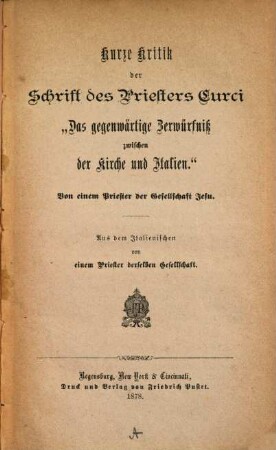 Kurze Kritik
der
Schrift des Priesters Curci
„Das gegenwärtige Zerwürfniß
zwischen
der Kirche und Italien.“
Von einem Priester der Gesellschaft Jesu.
Aus dem Italienischen
von
einem Priester derselben Gesellschaft.
Regensburg, New York & Cincinnati,
Druck und Verlag von Friedrich Pustet.
1878.